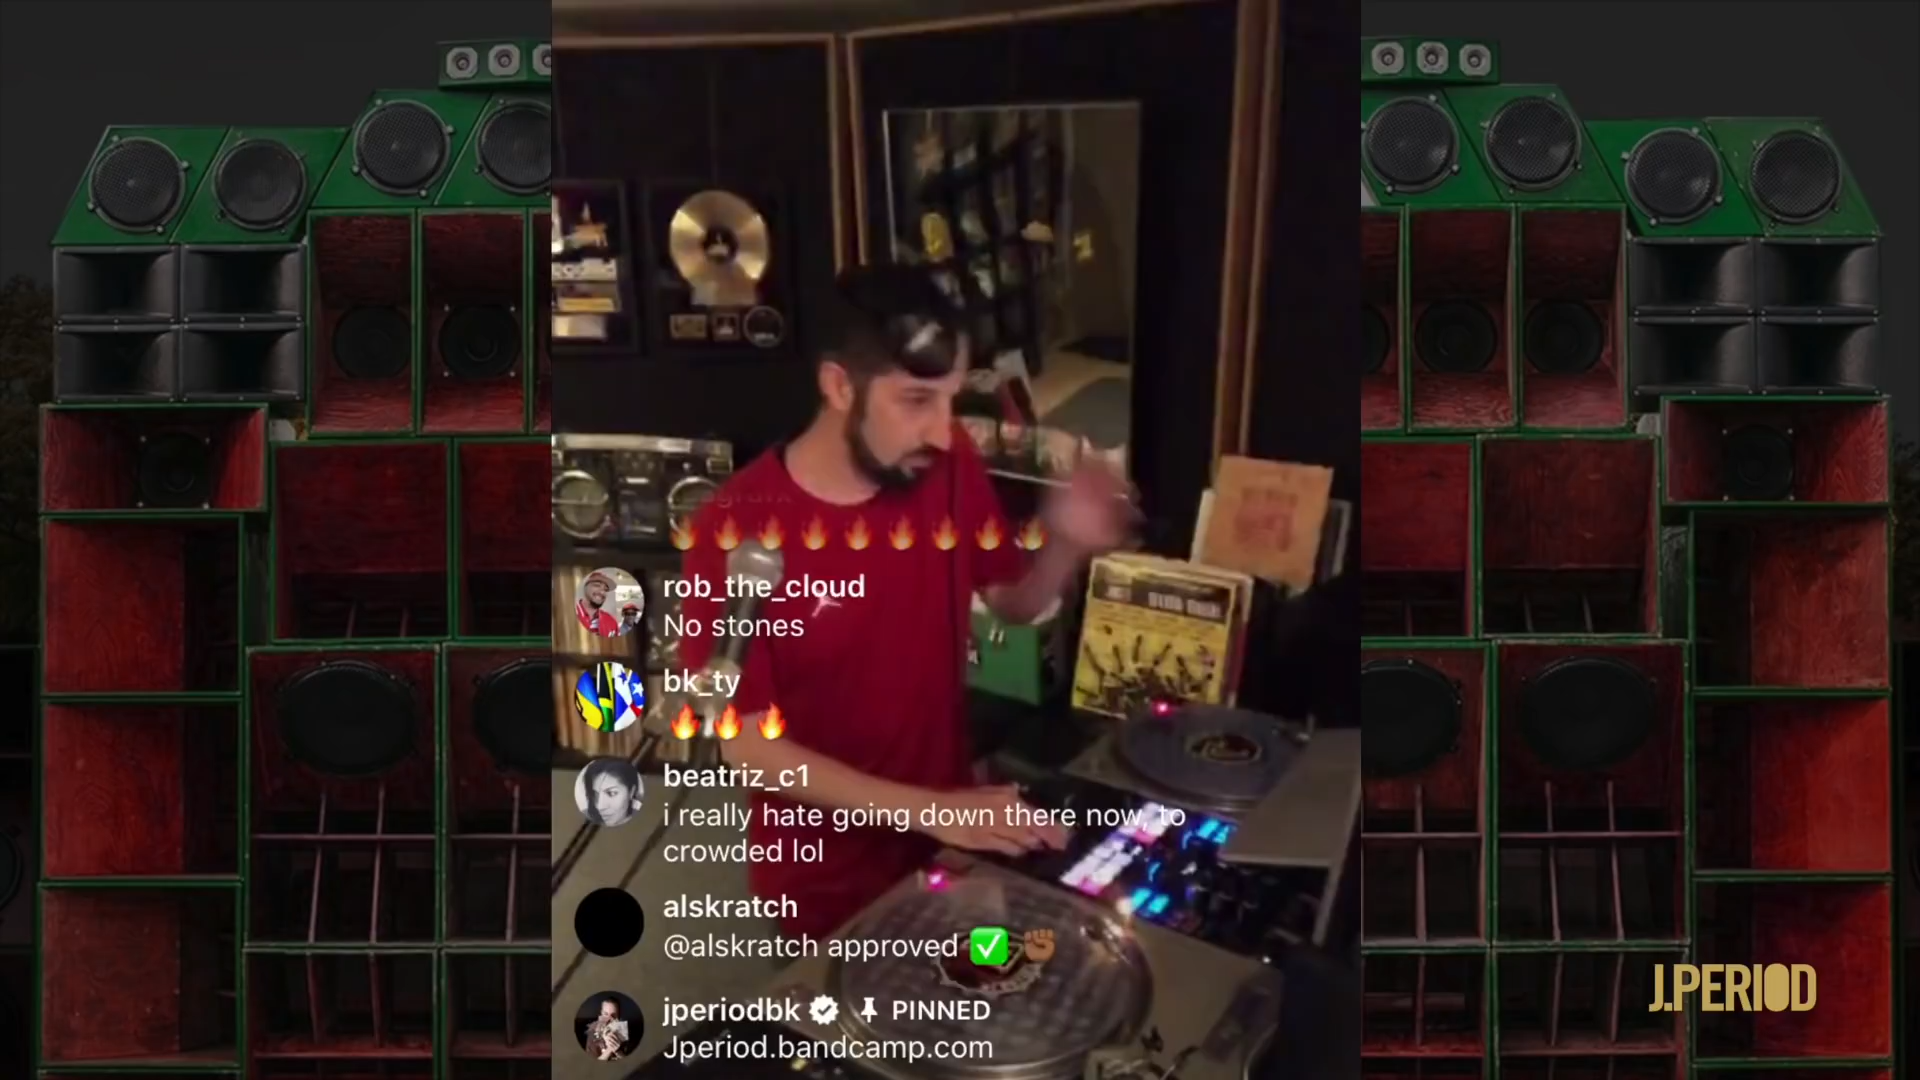 rob_the_cloud
No stones
bk_ty
beatriz_c1
i really hate going down there now, to
crowded lol
alskratch
@alskratch approved ✅ ✊🏾
jperiodbk PINNED
Jperiod.bandcamp.com
J.PERIOD